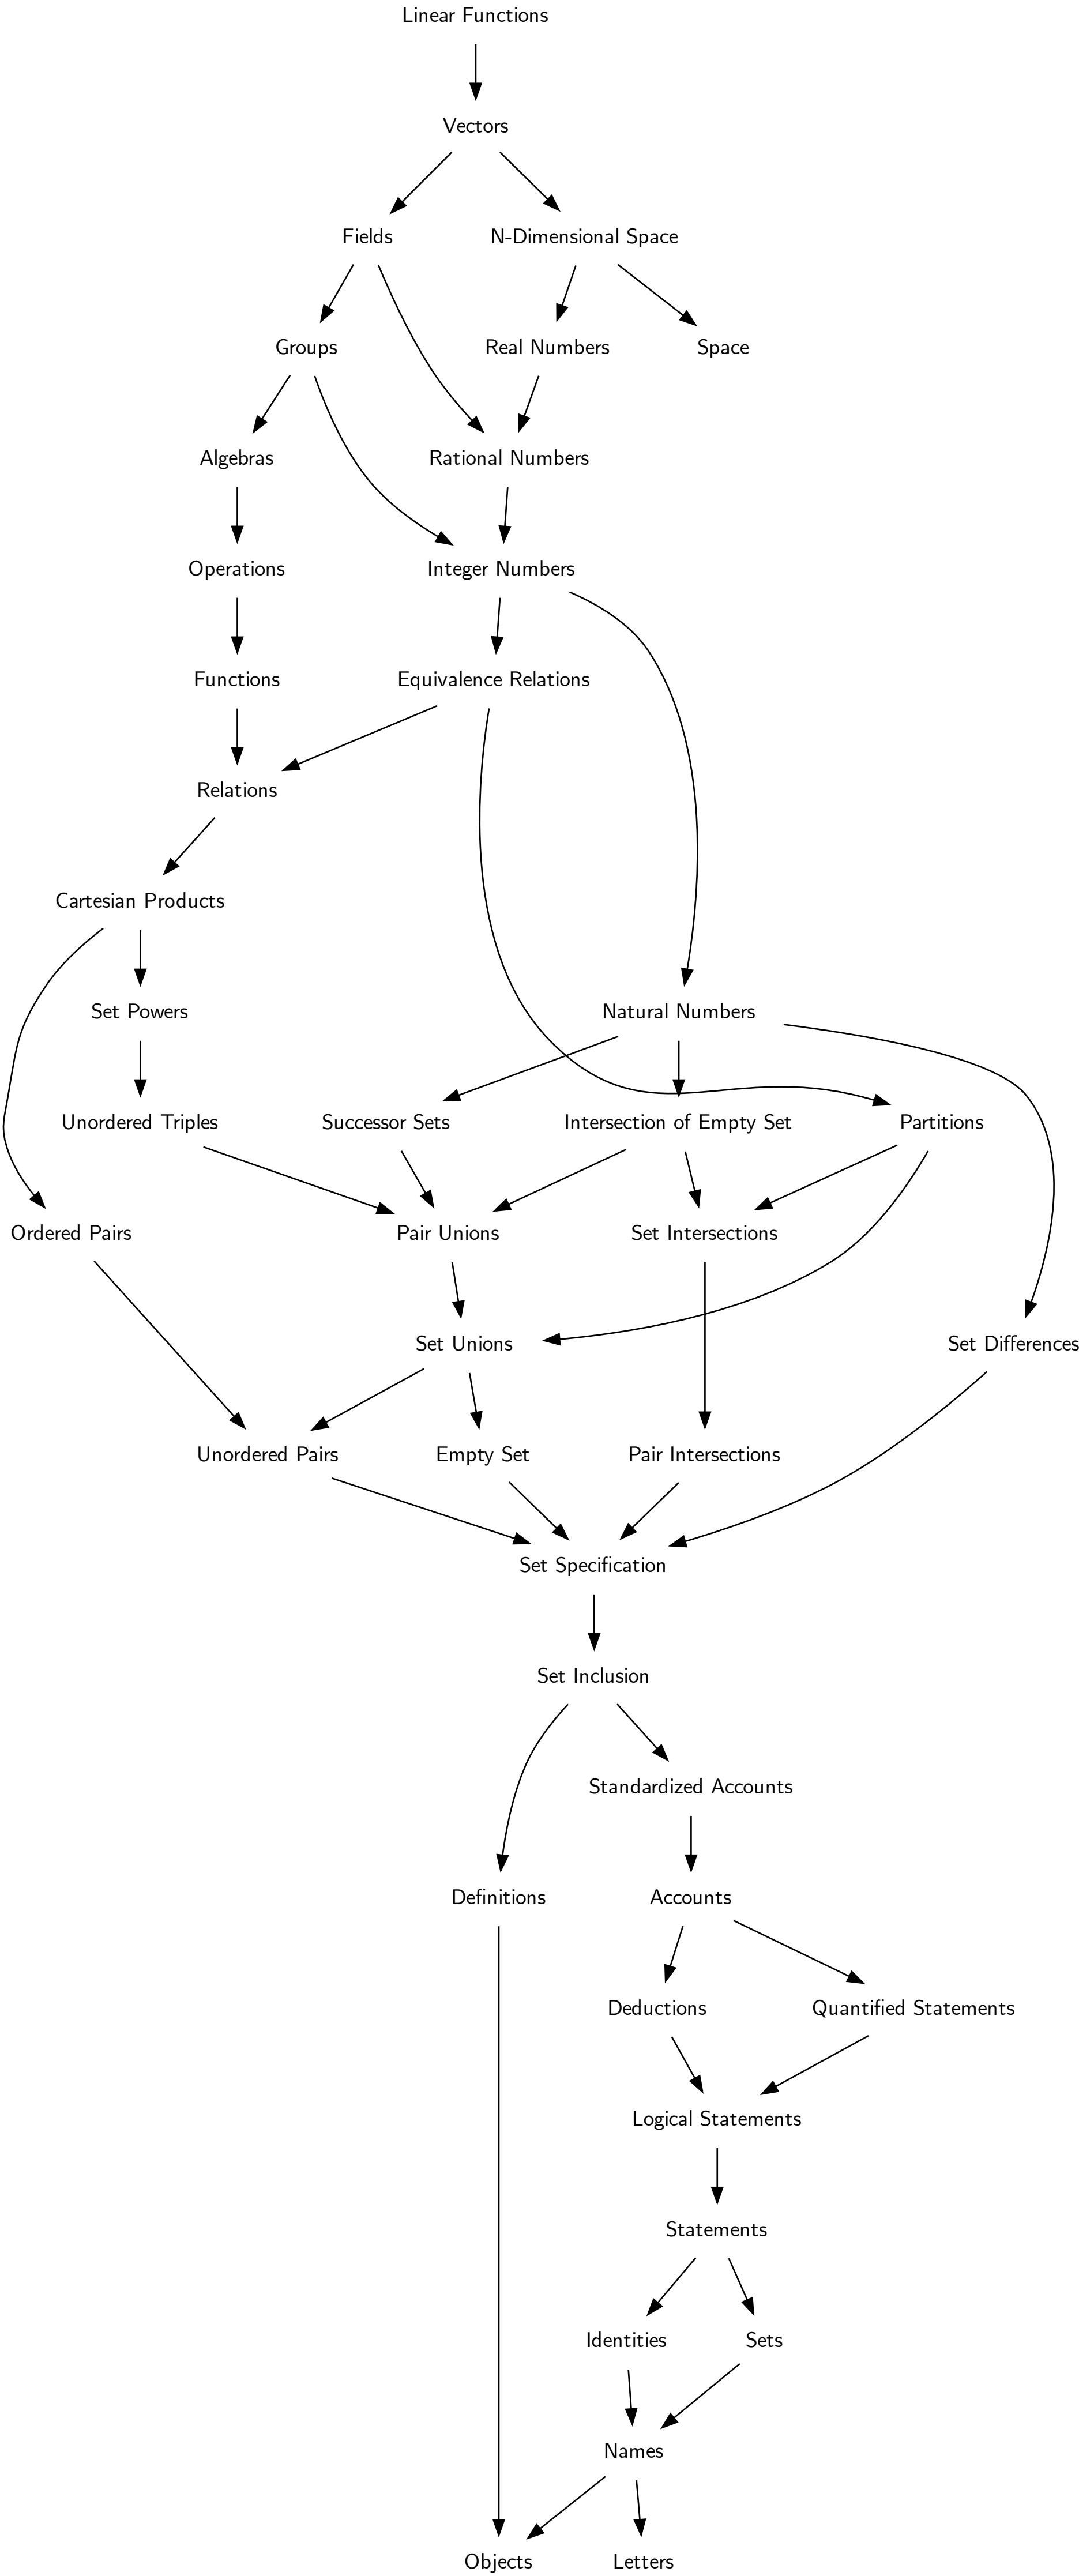 Linear Functions
Vectors
Fields
N-Dimensional Space
Groups
Real Numbers
Space
Algebras
Rational Numbers
Operations
Integer Numbers
Functions
Equivalence Relations
Relations
Cartesian Products
Set Powers
Natural Numbers
Unordered Triples
Successor Sets
Intersection of Empty Set
Partitions
Ordered Pairs
Pair Unions
Set Intersections
Set Unions
Set Differences
Unordered Pairs
Empty Set
Pair Intersections
Set Specification
Set Inclusion
Standardized Accounts
Definitions
Accounts
Deductions
Quantified Statements
Logical Statements
Statements
Identities
Sets
Names
Objects
Letters